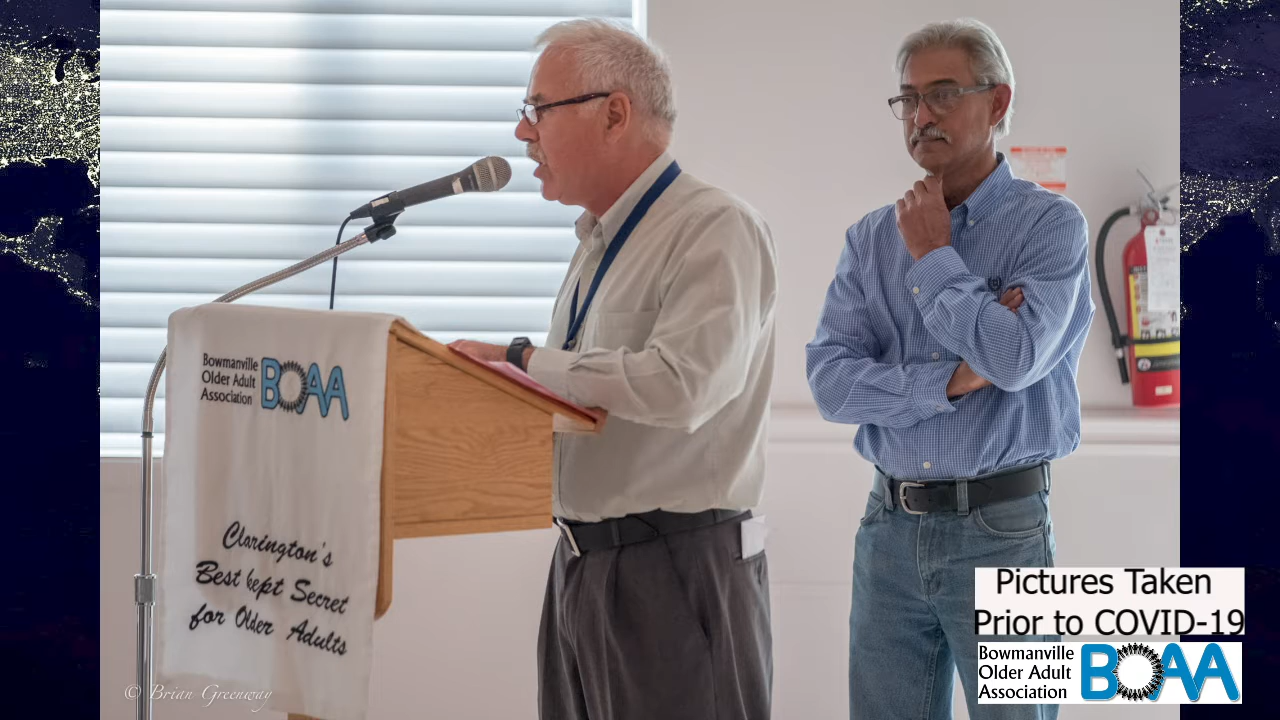 Bowmanville
Older Adult
Association
BOAA
Clarington's
Best kept Secret
for Older Adults
© Brian Greenway
Pictures Taken
Prior to COVID-19
Bowmanville
Older Adult
Association
BOAA